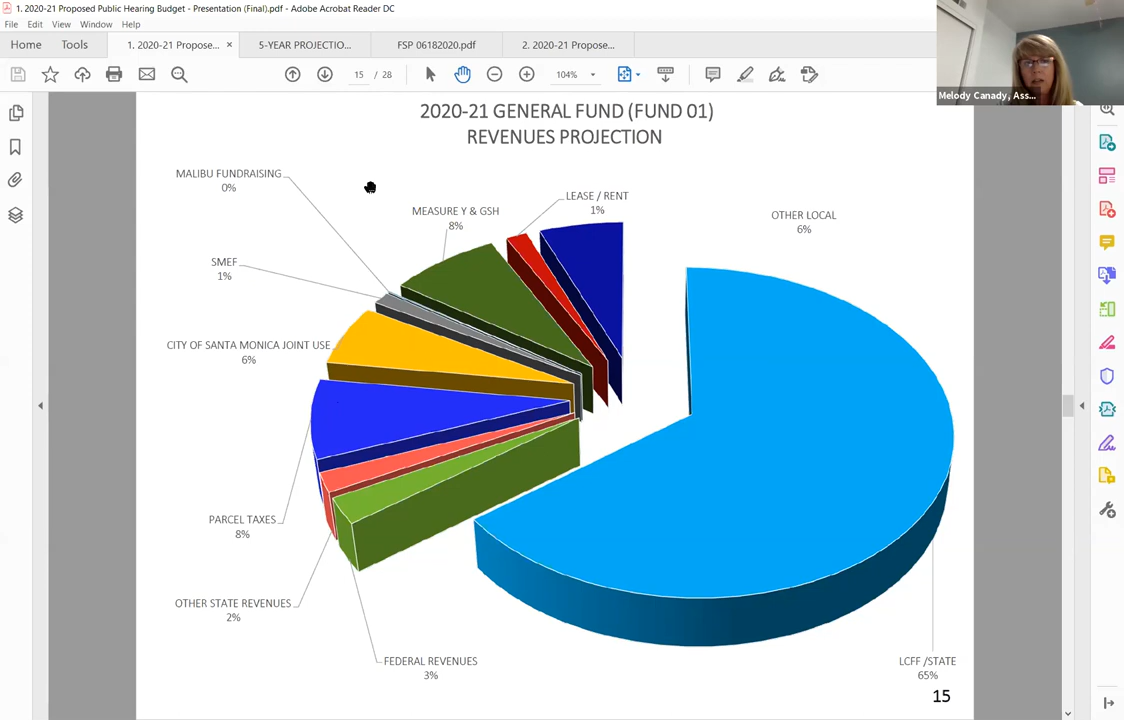 1. 2020-21 Proposed Public Hearing Budget - Presentation (Final).pdf - Adobe Acrobat Reader DC
File Edit View Window Help
Home Tools 1. 2020-21 Propose... × 5-YEAR PROJECTIO... FSP 06182020.pdf 2. 2020-21 Propose...
15 / 28 104%
Melody Canady, Ass...
2020-21 GENERAL FUND (FUND 01)
REVENUES PROJECTION
MALIBU FUNDRAISING
0%
LEASE / RENT
1%
MEASURE Y & GSH
8%
OTHER LOCAL
6%
SMEF
1%
CITY OF SANTA MONICA JOINT USE
6%
PARCEL TAXES
8%
OTHER STATE REVENUES
2%
FEDERAL REVENUES
3%
LCFF /STATE
65%
15